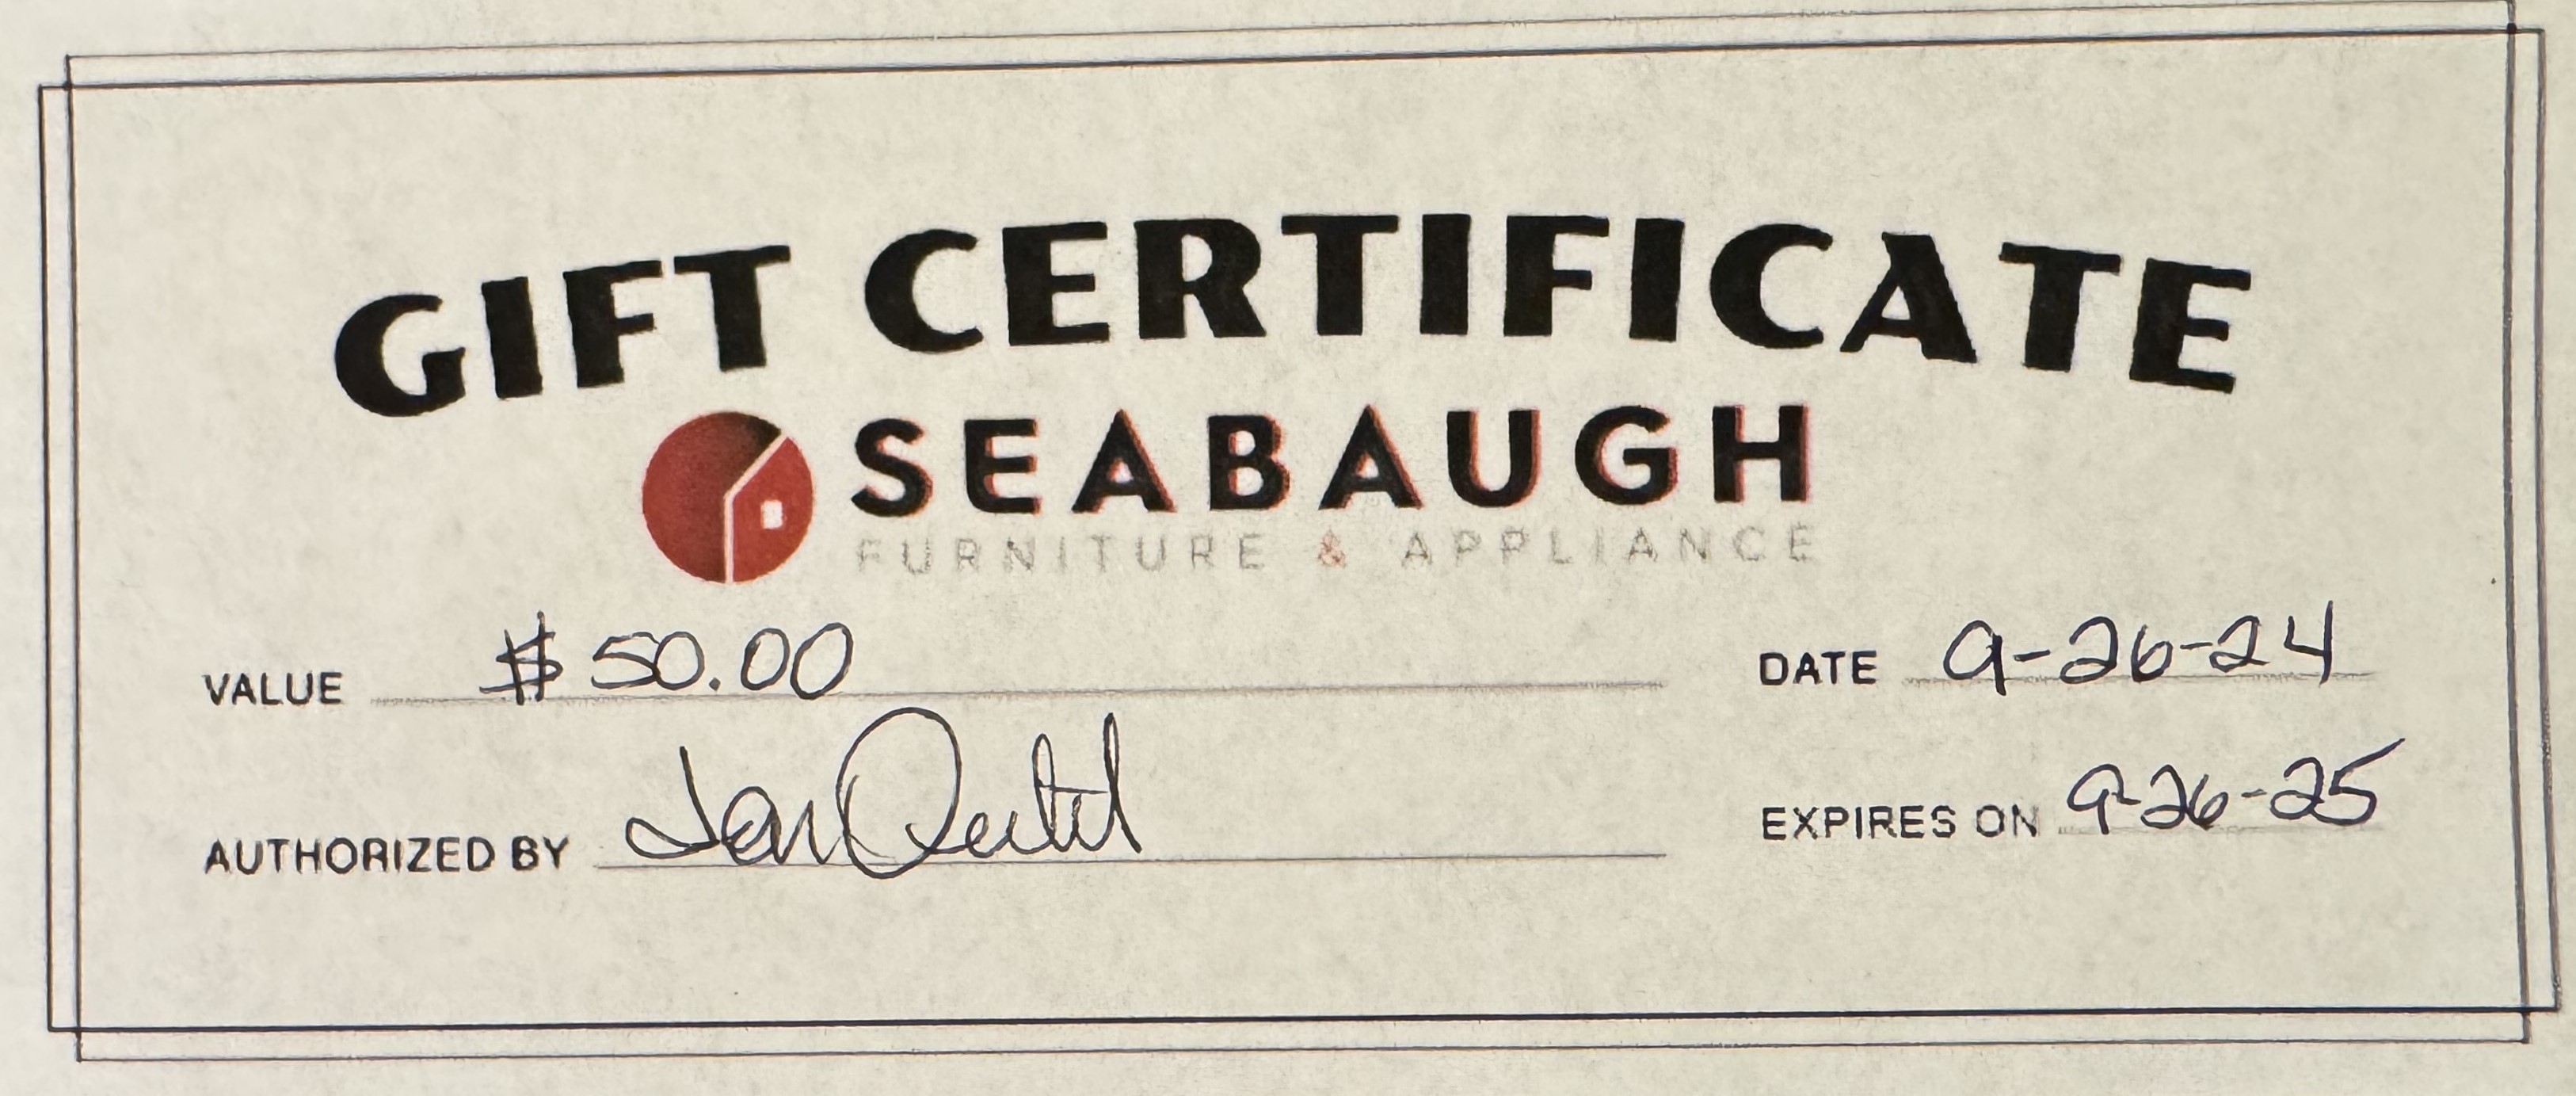 GIFT CERTIFICATE
SEABAUGH
FURNITURE & APPLIANCE
VALUE $50.00
DATE 9-26-24
AUTHORIZED BY
EXPIRES ON 9-26-25